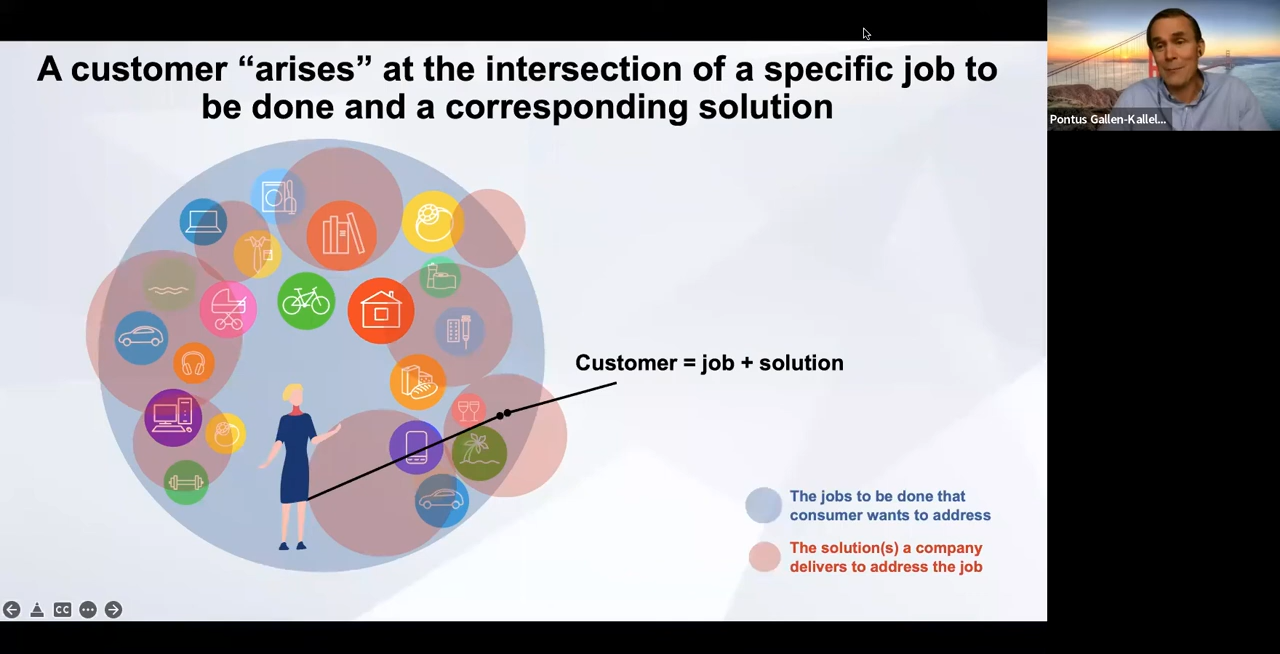 A customer “arises” at the intersection of a specific job to
be done and a corresponding solution
Pontus Gallen-Kallel...
Customer = job + solution
The jobs to be done that
consumer wants to address
The solution(s) a company
delivers to address the job
CC